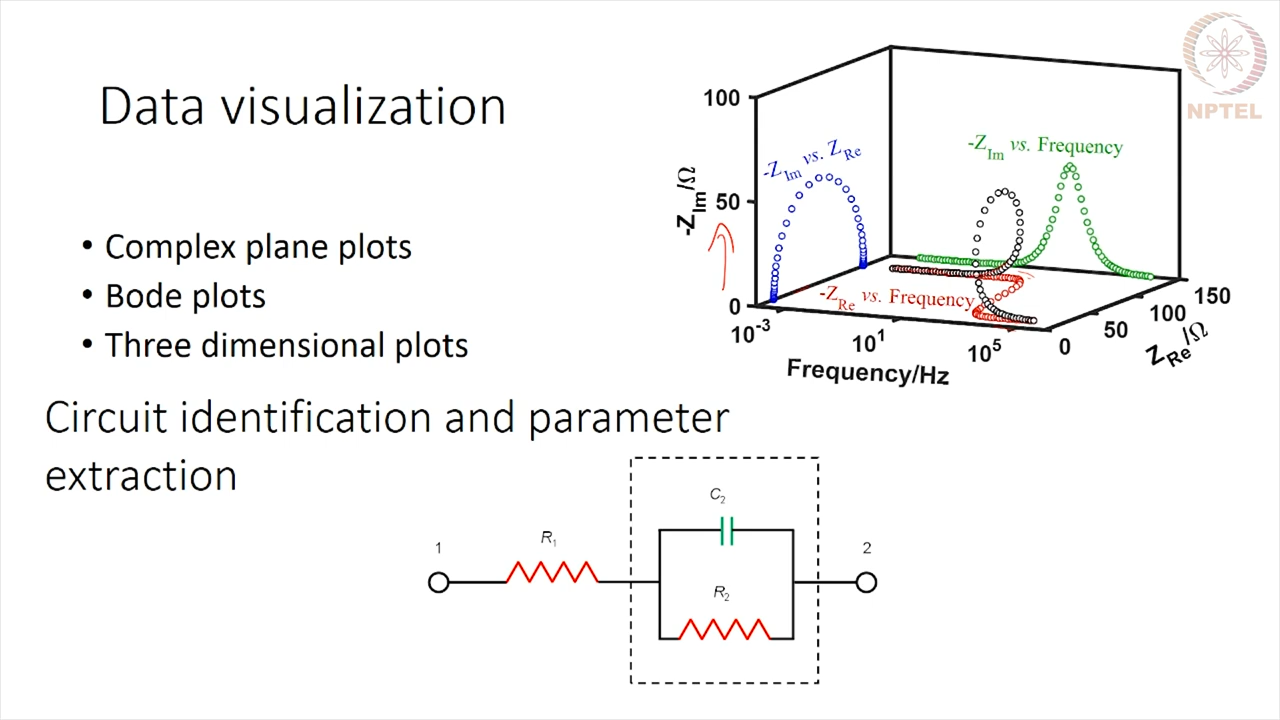 Data visualization
• Complex plane plots
• Bode plots
• Three dimensional plots
NPTEL
-Z_Im/Ω
100
50
0
-Z_Im vs. Z_Re
-Z_Im vs. Frequency
-Z_Re vs. Frequency
10^-3
10^1
10^5
Frequency/Hz
0
50
100
150
Z_Re/Ω
Circuit identification and parameter
extraction
1
R_1
C_2
R_2
2